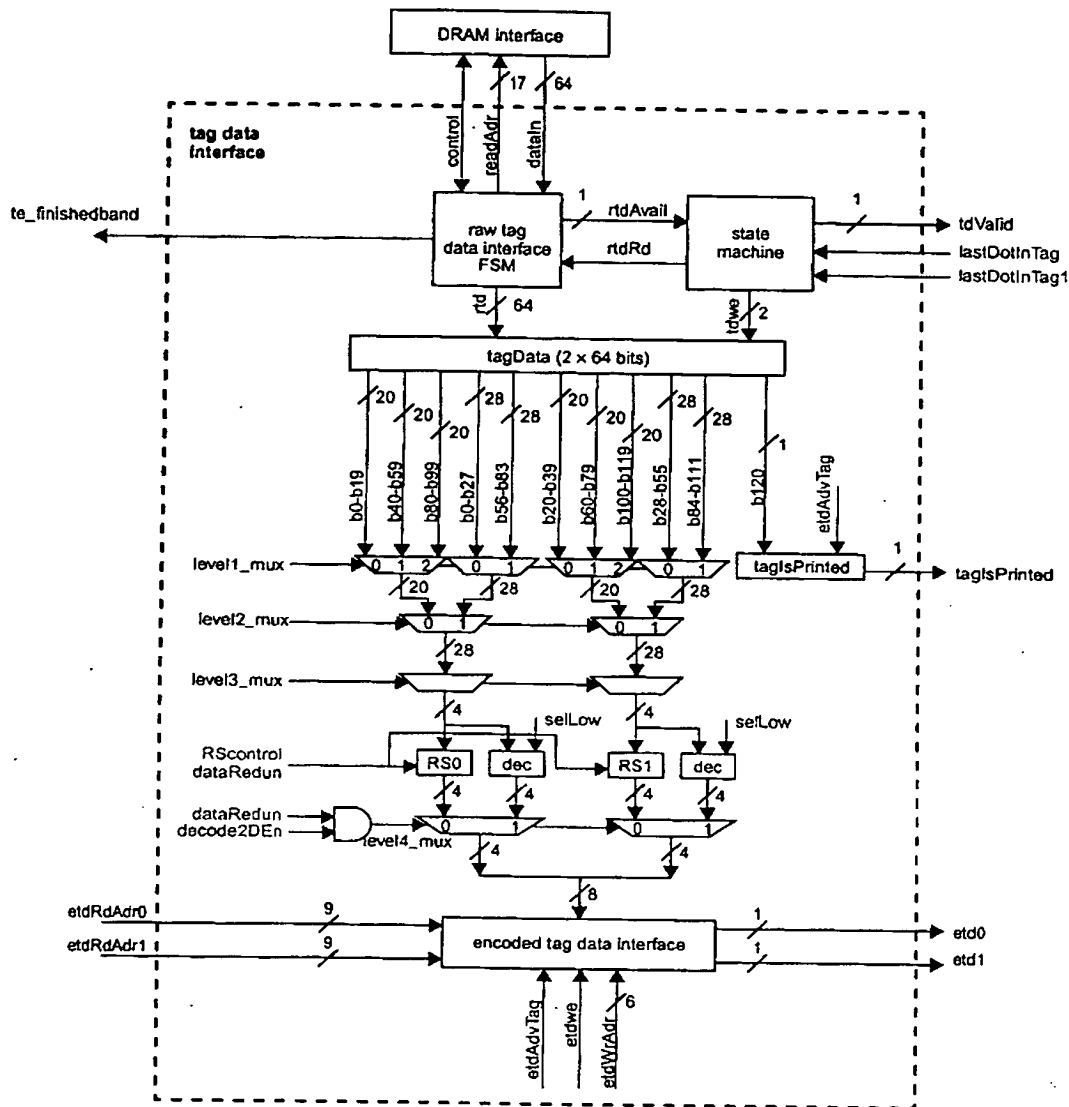 DRAM interface
17
64
tag data
interface
control
readAdr
dataIn
te_finishedband
raw tag
data interface
FSM
1
rtdAvail
rtdRd
state
machine
1
tdValid
lastDotInTag
lastDotInTag1
rtd
64
tdwe
2
tagData (2 × 64 bits)
20
20
20
28
28
20
20
20
28
28
1
b0-b19
b40-b59
b80-b99
b0-b27
b56-b83
b20-b39
b60-b79
b100-b119
b28-b55
b84-b111
b120
etdAdvTag
level1_mux
0 1 2
0 1
0 1 2
0 1
tagIsPrinted
1
tagIsPrinted
20
28
20
28
level2_mux
0 1
0 1
28
28
level3_mux
4
4
selLow
selLow
RScontrol
dataRedun
RS0
dec
RS1
dec
4
4
4
4
dataRedun
decode2DEn
level4_mux
0 1
0 1
4
4
8
etdRdAdr0
9
etdRdAdr1
9
encoded tag data interface
1
etd0
1
etd1
etdAdvTag
etdwe
etdWrAdr
6